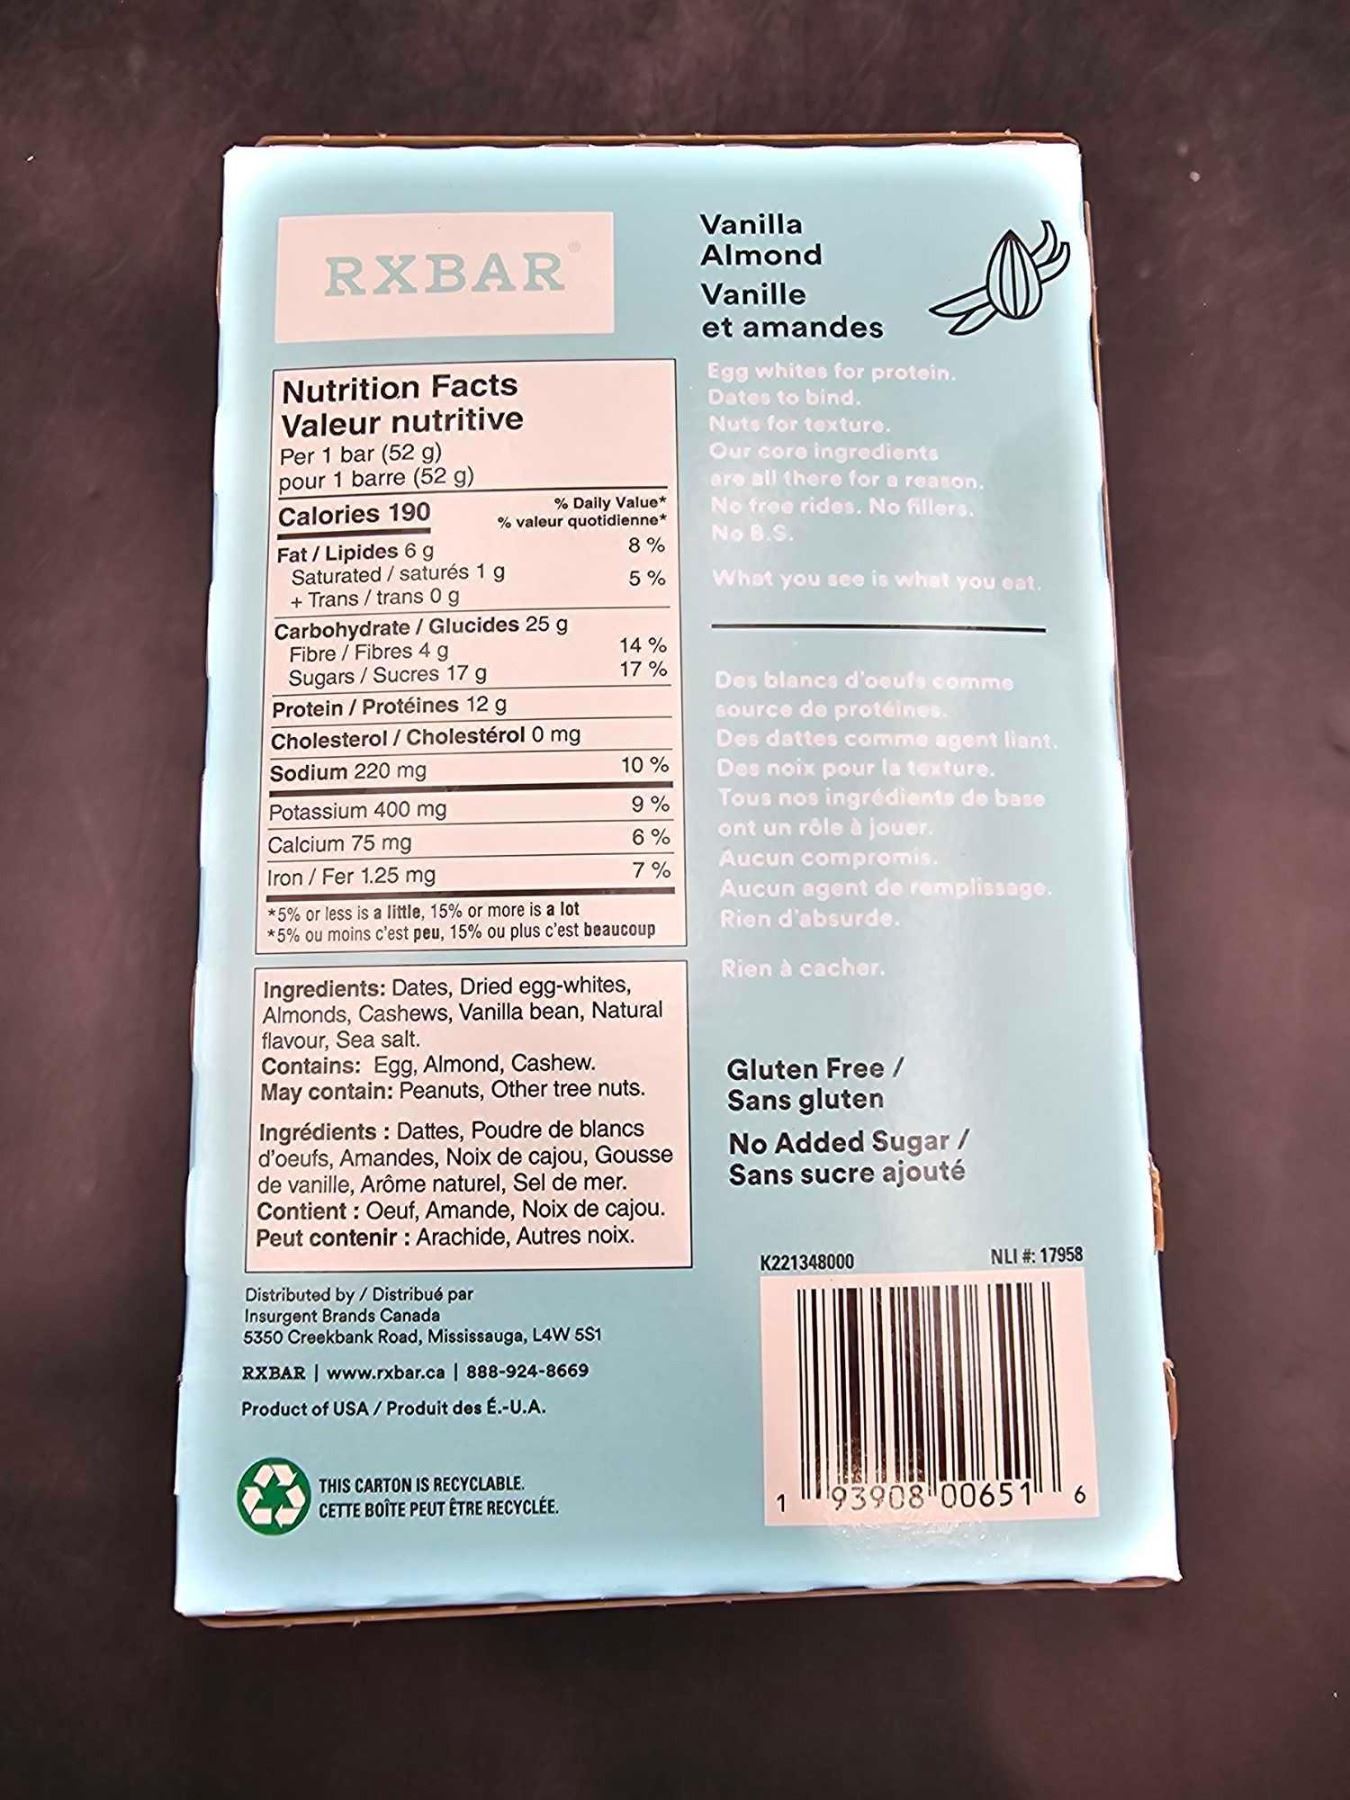 RXBAR®
Vanilla
Almond
Vanille
et amandes
Nutrition Facts
Valeur nutritive
Per 1 bar (52 g)
pour 1 barre (52 g)
Calories 190
% Daily Value*
% valeur quotidienne*
Fat / Lipides 6 g 8 %
Saturated / saturés 1 g 5 %
+ Trans / trans 0 g
Carbohydrate / Glucides 25 g
Fibre / Fibres 4 g 14 %
Sugars / Sucres 17 g 17 %
Protein / Protéines 12 g
Cholesterol / Cholestérol 0 mg
Sodium 220 mg 10 %
Potassium 400 mg 9 %
Calcium 75 mg 6 %
Iron / Fer 1.25 mg 7 %
*5% or less is a little, 15% or more is a lot
*5% ou moins c'est peu, 15% ou plus c'est beaucoup
Ingredients: Dates, Dried egg-whites,
Almonds, Cashews, Vanilla bean, Natural
flavour, Sea salt.
Contains: Egg, Almond, Cashew.
May contain: Peanuts, Other tree nuts.
Ingrédients : Dattes, Poudre de blancs
d'oeufs, Amandes, Noix de cajou, Gousse
de vanille, Arôme naturel, Sel de mer.
Contient : Oeuf, Amande, Noix de cajou.
Peut contenir : Arachide, Autres noix.
Distributed by / Distribué par
Insurgent Brands Canada
5350 Creekbank Road, Mississauga, L4W 5S1
RXBAR | www.rxbar.ca | 888-924-8669
Product of USA / Produit des É.-U.A.
THIS CARTON IS RECYCLABLE.
CETTE BOÎTE PEUT ÊTRE RECYCLÉE.
Egg whites for protein.
Dates to bind.
Nuts for texture.
Our core ingredients
are all there for a reason.
No free rides. No fillers.
No B.S.
What you see is what you eat.
Des blancs d'oeufs comme
source de protéines.
Des dattes comme agent liant.
Des noix pour la texture.
Tous nos ingrédients de base
ont un rôle à jouer.
Aucun compromis.
Aucun agent de remplissage.
Rien d'absurde.
Rien à cacher.
Gluten Free /
Sans gluten
No Added Sugar /
Sans sucre ajouté
K221348000
NLI #: 17958
1 93908 00651 6